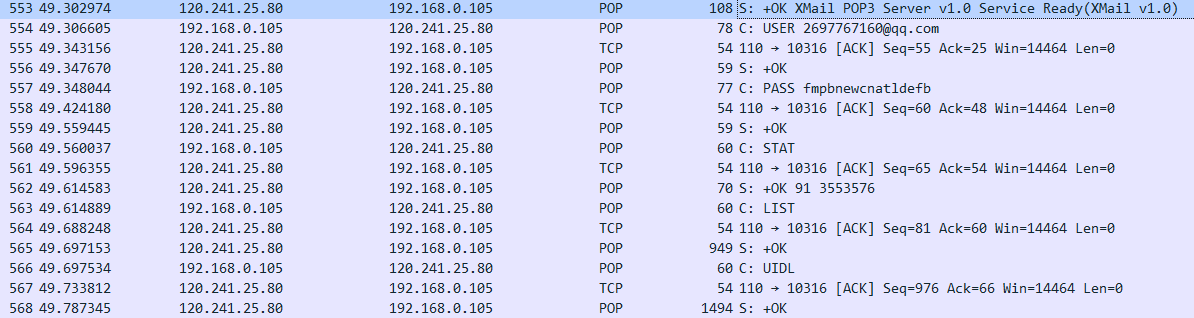 553 49.302974 120.241.25.80 192.168.0.105 POP 108 S: +OK XMail POP3 Server v1.0 Service Ready(XMail v1.0)
554 49.306605 192.168.0.105 120.241.25.80 POP 78 C: USER 2697767160@qq.com
555 49.343156 120.241.25.80 192.168.0.105 TCP 54 110 → 10316 [ACK] Seq=55 Ack=25 Win=14464 Len=0
556 49.347670 120.241.25.80 192.168.0.105 POP 59 S: +OK
557 49.348044 192.168.0.105 120.241.25.80 POP 77 C: PASS fmpbnewcnatldefb
558 49.424180 120.241.25.80 192.168.0.105 TCP 54 110 → 10316 [ACK] Seq=60 Ack=48 Win=14464 Len=0
559 49.559445 120.241.25.80 192.168.0.105 POP 59 S: +OK
560 49.560037 192.168.0.105 120.241.25.80 POP 60 C: STAT
561 49.596355 120.241.25.80 192.168.0.105 TCP 54 110 → 10316 [ACK] Seq=65 Ack=54 Win=14464 Len=0
562 49.614583 120.241.25.80 192.168.0.105 POP 70 S: +OK 91 3553576
563 49.614889 192.168.0.105 120.241.25.80 POP 60 C: LIST
564 49.688248 120.241.25.80 192.168.0.105 TCP 54 110 → 10316 [ACK] Seq=81 Ack=60 Win=14464 Len=0
565 49.697153 120.241.25.80 192.168.0.105 POP 949 S: +OK
566 49.697534 192.168.0.105 120.241.25.80 POP 60 C: UIDL
567 49.733812 120.241.25.80 192.168.0.105 TCP 54 110 → 10316 [ACK] Seq=976 Ack=66 Win=14464 Len=0
568 49.787345 120.241.25.80 192.168.0.105 POP 1494 S: +OK